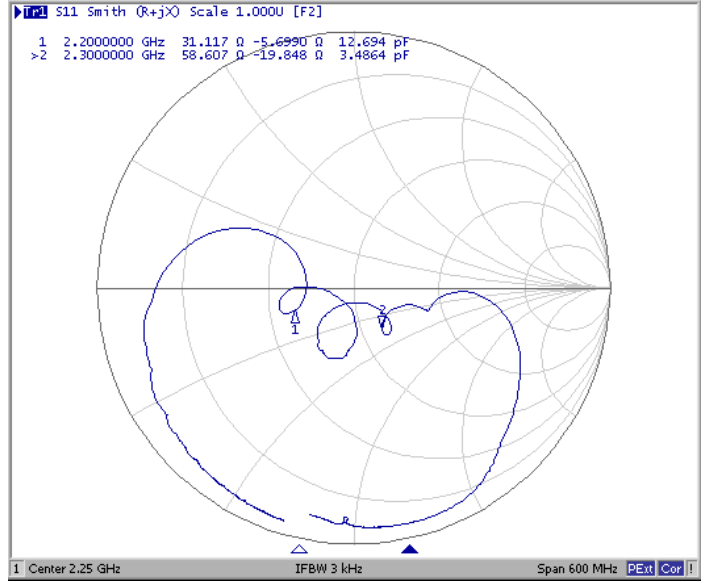 Tr1 S11 Smith (R+jX) Scale 1.000U [F2]
1 2.2000000 GHz 31.117 Ω -5.6990 Ω 12.694 pF
>2 2.3000000 GHz 58.607 Ω -19.848 Ω 3.4864 pF
2
1
1 Center 2.25 GHz IFBW 3 kHz Span 600 MHz PExt Cor !